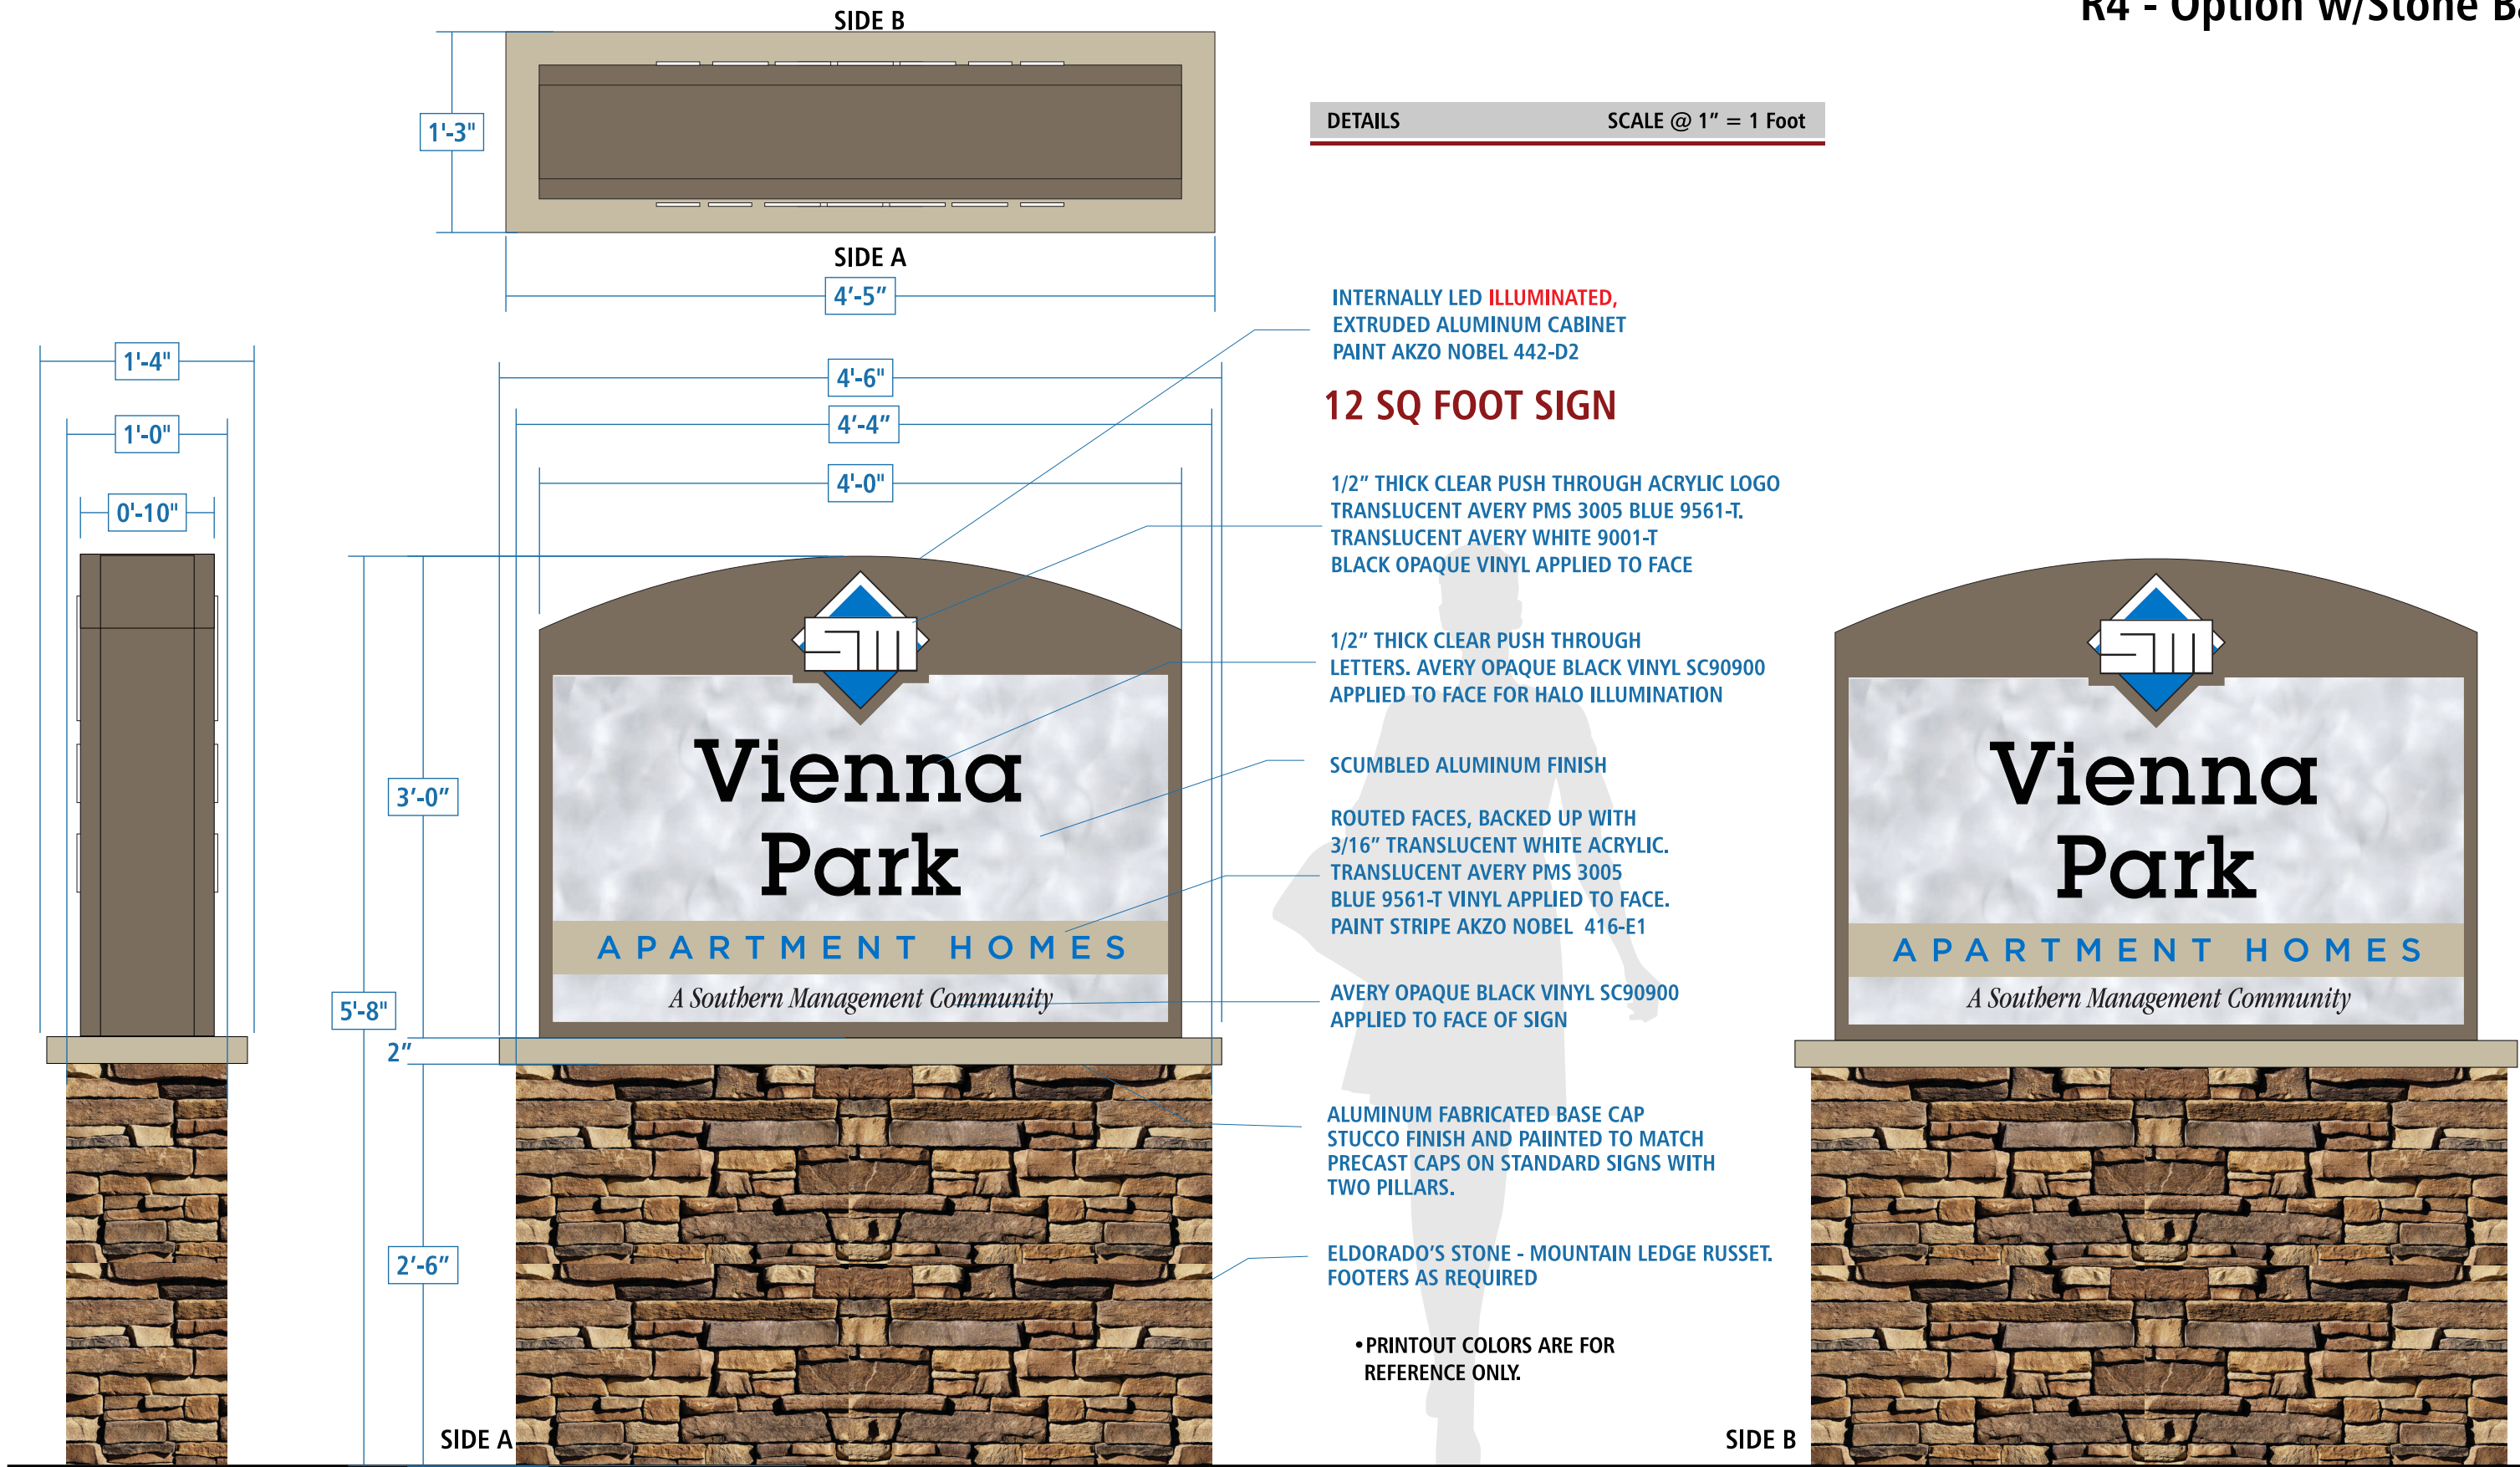 R4 - Option w/Stone Ba
SIDE B
1'-3"
DETAILS SCALE @ 1" = 1 Foot
SIDE A
4'-5"
INTERNALLY LED ILLUMINATED,
EXTRUDED ALUMINUM CABINET
PAINT AKZO NOBEL 442-D2
12 SQ FOOT SIGN
1'-4"
1'-0"
0'-10"
4'-6"
4'-4"
4'-0"
1/2" THICK CLEAR PUSH THROUGH ACRYLIC LOGO
TRANSLUCENT AVERY PMS 3005 BLUE 9561-T.
TRANSLUCENT AVERY WHITE 9001-T
BLACK OPAQUE VINYL APPLIED TO FACE
1/2" THICK CLEAR PUSH THROUGH
LETTERS. AVERY OPAQUE BLACK VINYL SC90900
APPLIED TO FACE FOR HALO ILLUMINATION
SCUMBLED ALUMINUM FINISH
ROUTED FACES, BACKED UP WITH
3/16" TRANSLUCENT WHITE ACRYLIC.
TRANSLUCENT AVERY PMS 3005
BLUE 9561-T VINYL APPLIED TO FACE.
PAINT STRIPE AKZO NOBEL 416-E1
AVERY OPAQUE BLACK VINYL SC90900
APPLIED TO FACE OF SIGN
ALUMINUM FABRICATED BASE CAP
STUCCO FINISH AND PAIINTED TO MATCH
PRECAST CAPS ON STANDARD SIGNS WITH
TWO PILLARS.
ELDORADO'S STONE - MOUNTAIN LEDGE RUSSET.
FOOTERS AS REQUIRED
•PRINTOUT COLORS ARE FOR
REFERENCE ONLY.
3'-0"
5'-8"
2"
2'-6"
SM
Vienna
Park
APARTMENT HOMES
A Southern Management Community
SIDE A
SM
Vienna
Park
APARTMENT HOMES
A Southern Management Community
SIDE B